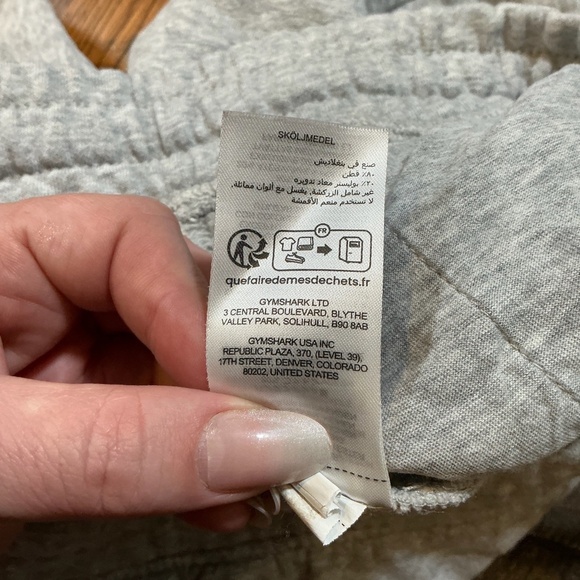 SKÖLJMEDEL
صنع في بنغلاديش
٨٠٪ قطن
٢٠٪ بوليستر معاد تدويره
غير شامل الزركشة. يغسل مع ألوان مماثلة.
لا تستخدم منعم الأقمشة
FR
quefairedemesdechets.fr
GYMSHARK LTD
3 CENTRAL BOULEVARD, BLYTHE
VALLEY PARK, SOLIHULL, B90 8AB
GYMSHARK USA INC
REPUBLIC PLAZA, 370, (LEVEL 39),
17TH STREET, DENVER, COLORADO
80202, UNITED STATES